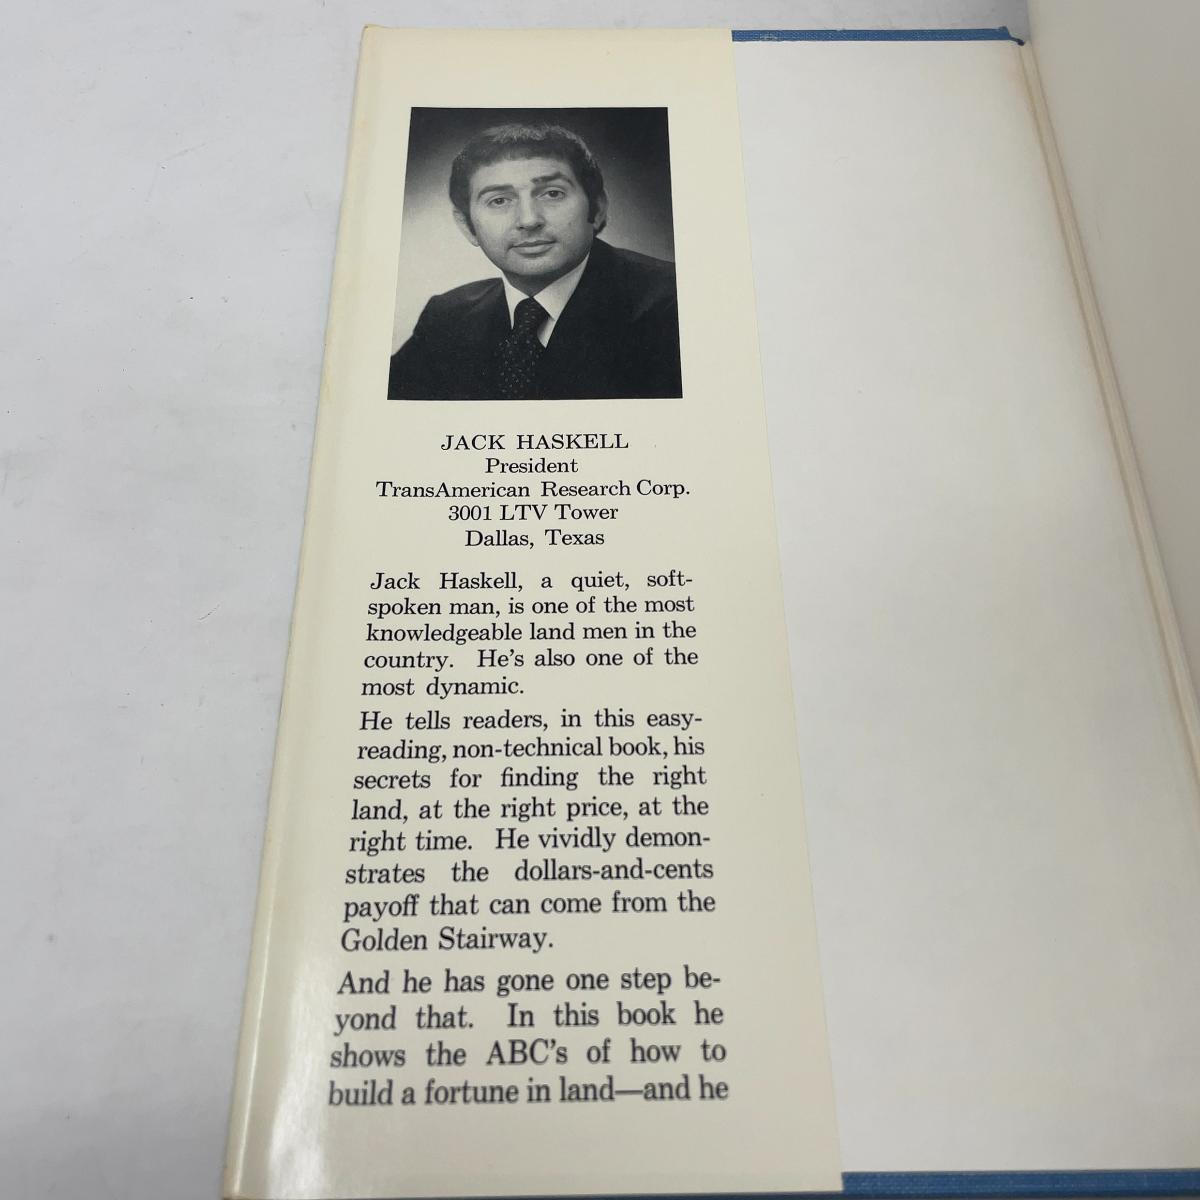 JACK HASKELL
President
TransAmerican Research Corp.
3001 LTV Tower
Dallas, Texas
Jack Haskell, a quiet, soft-
spoken man, is one of the most
knowledgeable land men in the
country. He's also one of the
most dynamic.
He tells readers, in this easy-
reading, non-technical book, his
secrets for finding the right
land, at the right price, at the
right time. He vividly demon-
strates the dollars-and-cents
payoff that can come from the
Golden Stairway.
And he has gone one step be-
yond that. In this book he
shows the ABC's of how to
build a fortune in land—and he